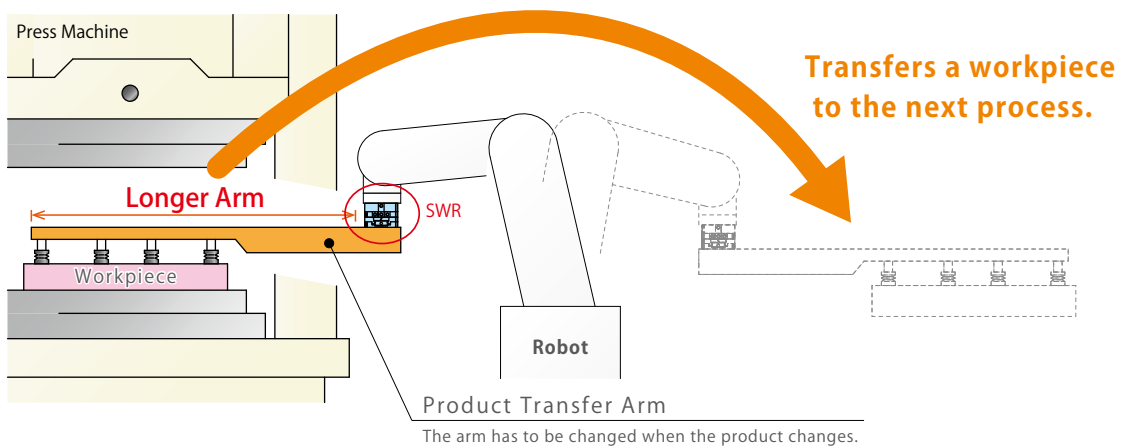 Press Machine
Transfers a workpiece
to the next process.
Longer Arm
SWR
Workpiece
Robot
Product Transfer Arm
The arm has to be changed when the product changes.